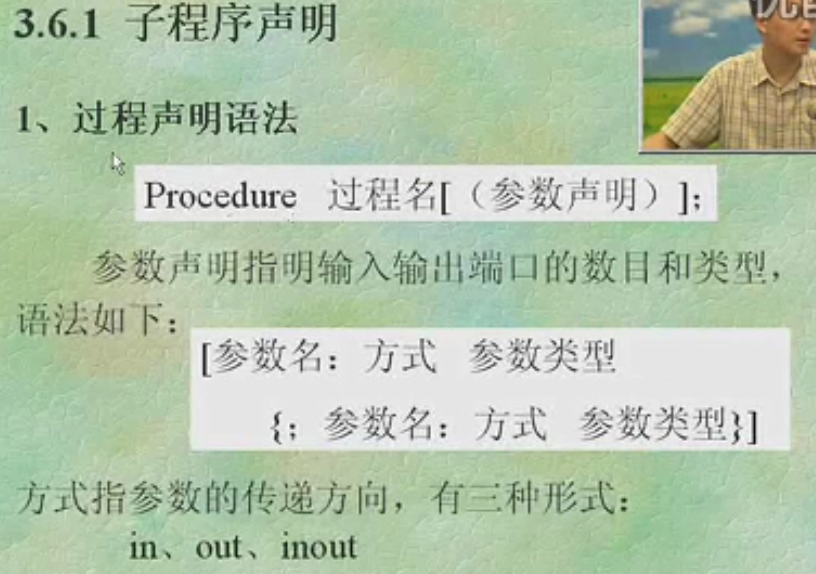 3.6.1 子程序声明
1、过程声明语法
Procedure 过程名[（参数声明）];
参数声明指明输入输出端口的数目和类型，
语法如下：
[参数名：方式 参数类型
{；参数名：方式 参数类型}]
方式指参数的传递方向，有三种形式：
in、out、inout